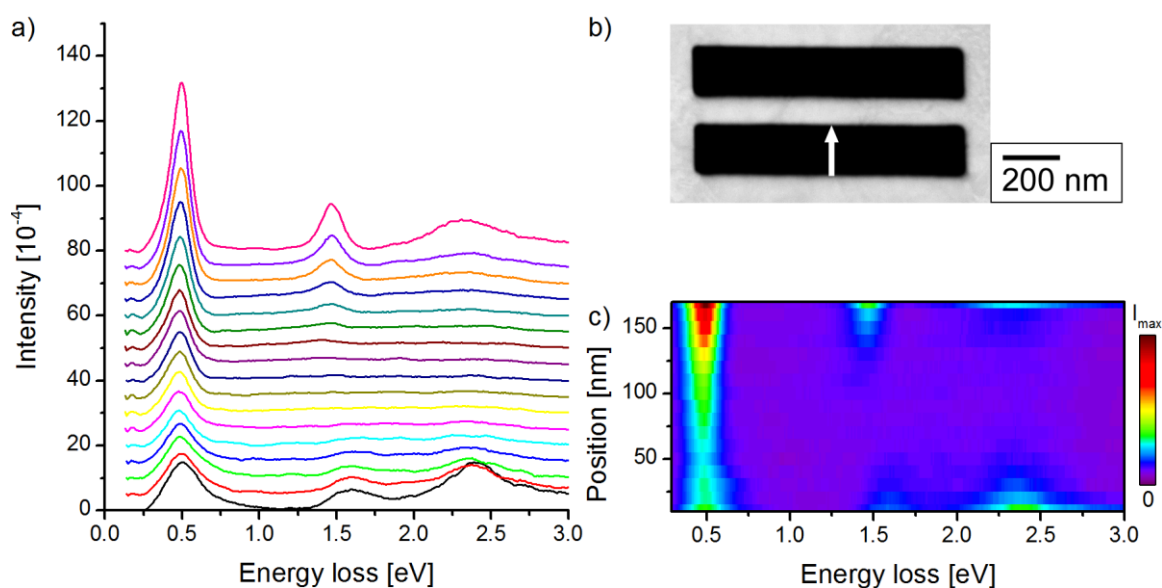 a)
140
120
100
80
60
40
20
0
Intensity [10⁻⁴]
0.0 0.5 1.0 1.5 2.0 2.5 3.0
Energy loss [eV]
b)
200 nm
c)
150
100
50
Position [nm]
0.5 1.0 1.5 2.0 2.5 3.0
Energy loss [eV]
I_max
0